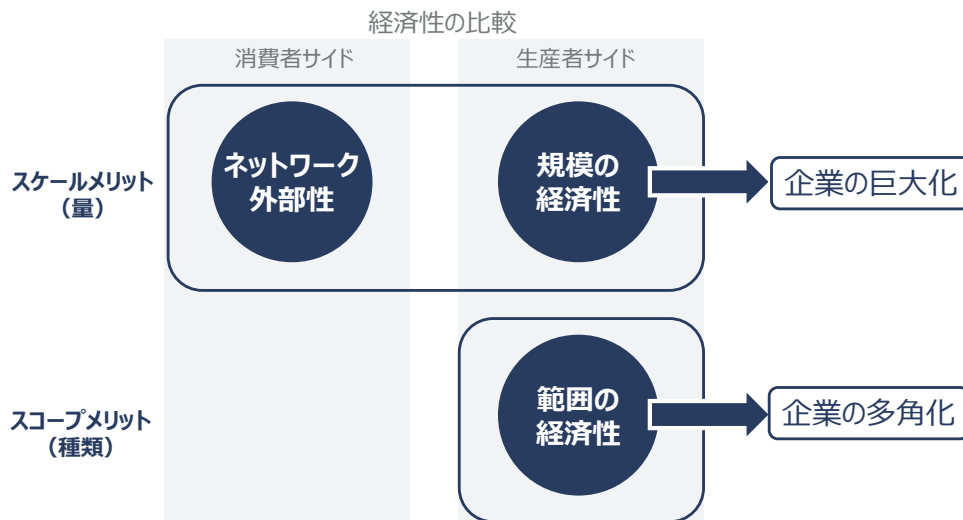 経済性の比較
消費者サイド
生産者サイド
スケールメリット
（量）
ネットワーク
外部性
規模の
経済性
企業の巨大化
スコープメリット
（種類）
範囲の
経済性
企業の多角化